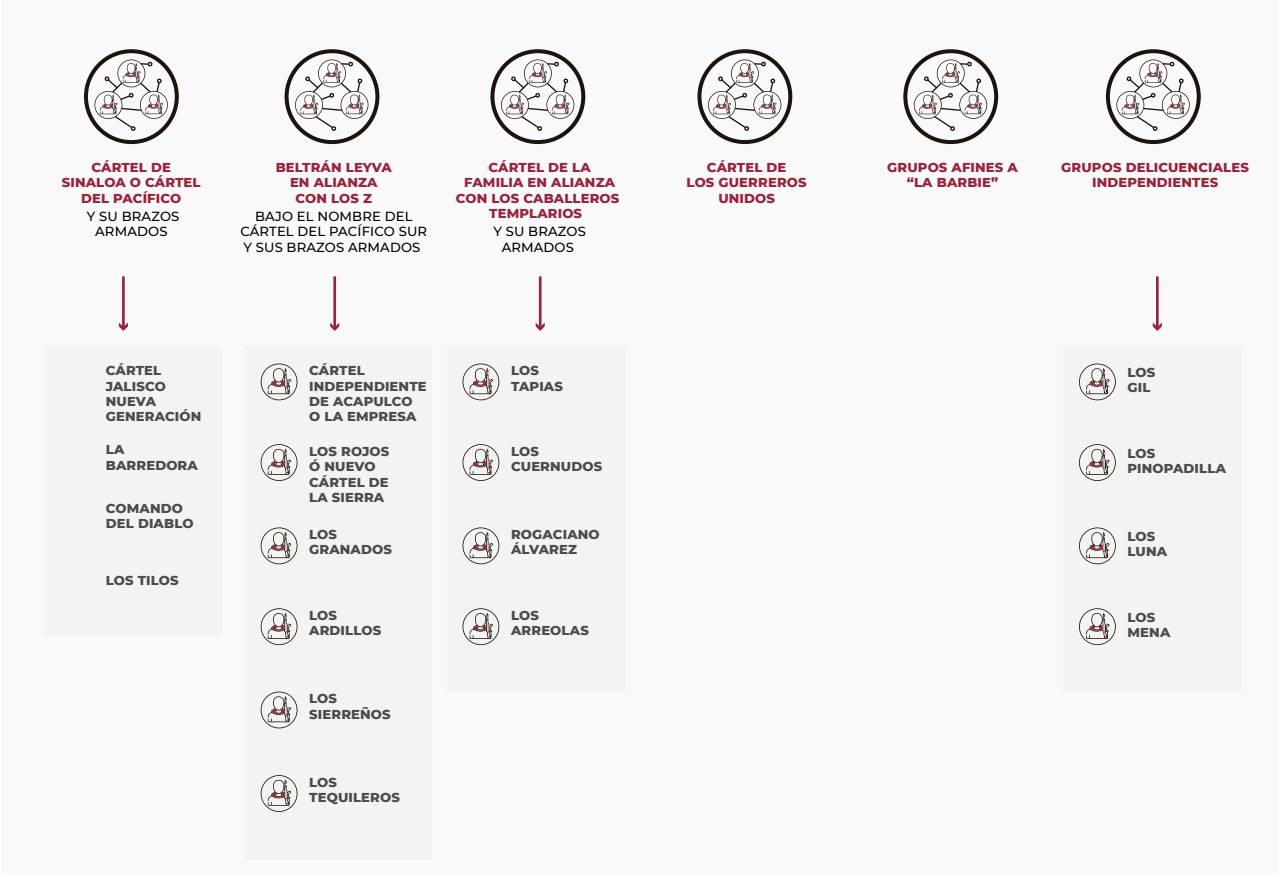 CÁRTEL DE
SINALOA O CÁRTEL
DEL PACÍFICO
Y SU BRAZOS
ARMADOS
CÁRTEL
JALISCO
NUEVA
GENERACIÓN
LA
BARREDORA
COMANDO
DEL DIABLO
LOS TILOS
BELTRÁN LEYVA
EN ALIANZA
CON LOS Z
BAJO EL NOMBRE DEL
CÁRTEL DEL PACÍFICO SUR
Y SUS BRAZOS ARMADOS
CÁRTEL
INDEPENDIENTE
DE ACAPULCO
O LA EMPRESA
LOS ROJOS
Ó NUEVO
CÁRTEL DE
LA SIERRA
LOS
GRANADOS
LOS
ARDILLOS
LOS
SIERREÑOS
LOS
TEQUILEROS
CÁRTEL DE LA
FAMILIA EN ALIANZA
CON LOS CABALLEROS
TEMPLARIOS
Y SU BRAZOS
ARMADOS
LOS
TAPIAS
LOS
CUERNUDOS
ROGACIANO
ÁLVAREZ
LOS
ARREOLAS
CÁRTEL DE
LOS GUERREROS
UNIDOS
GRUPOS AFINES A
“LA BARBIE”
GRUPOS DELICUENCIALES
INDEPENDIENTES
LOS
GIL
LOS
PINOPADILLA
LOS
LUNA
LOS
MENA